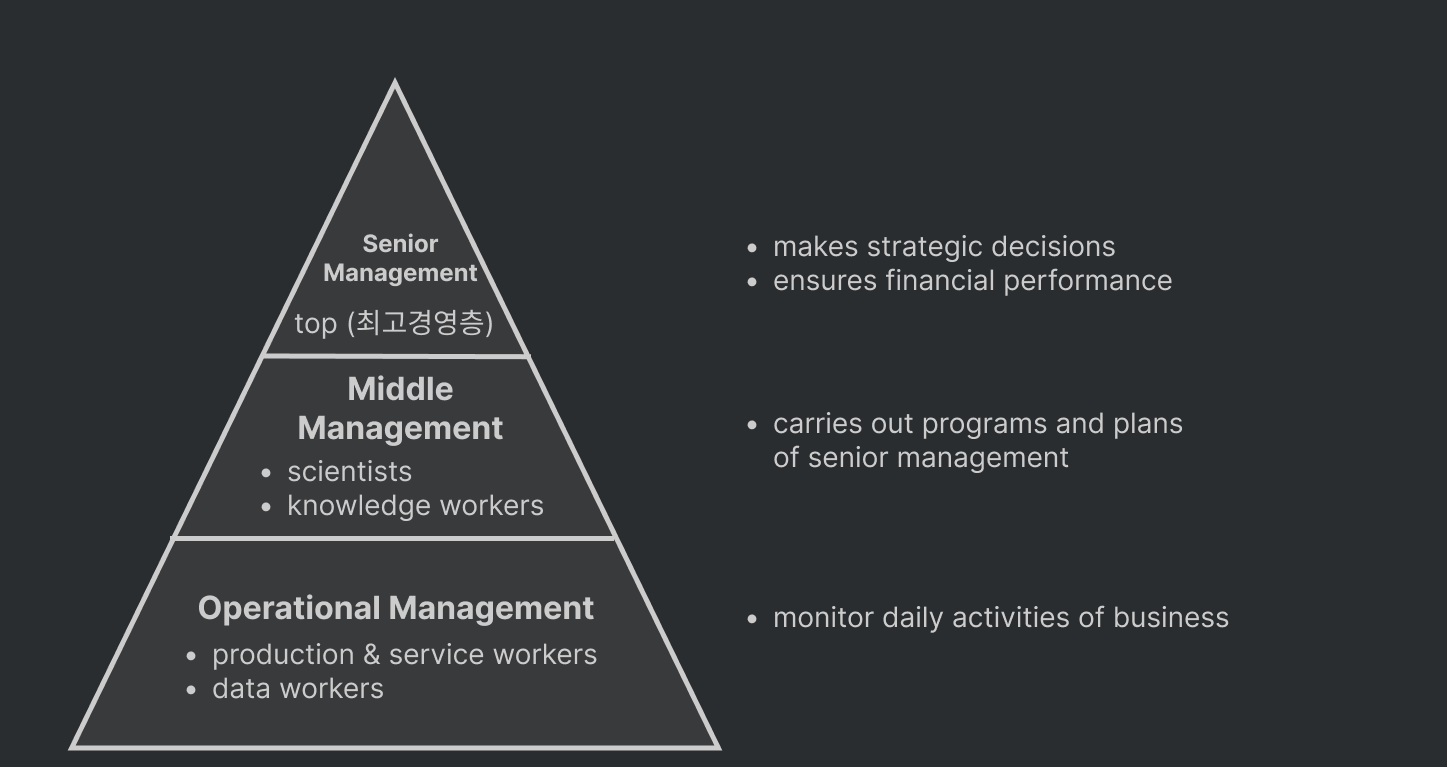 Senior
Management
top (최고경영층)
• makes strategic decisions
• ensures financial performance
Middle
Management
• scientists
• knowledge workers
• carries out programs and plans
of senior management
Operational Management
• production & service workers
• data workers
• monitor daily activities of business